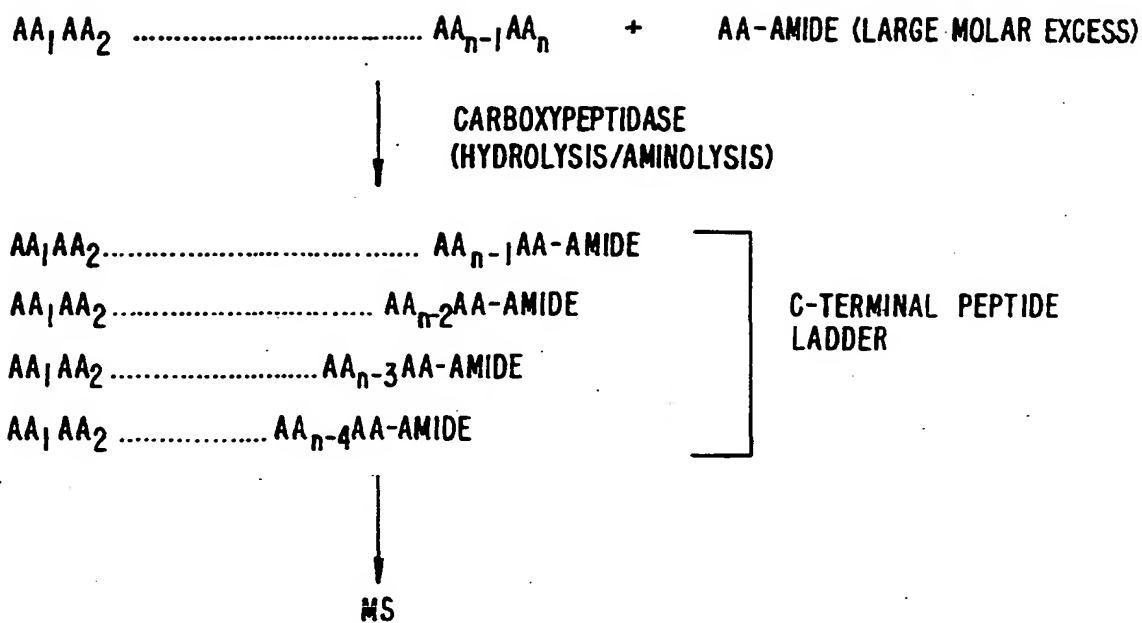 AA1AA2 ........................................ AAn-1AAn + AA-AMIDE (LARGE MOLAR EXCESS)
CARBOXYPEPTIDASE
(HYDROLYSIS/AMINOLYSIS)
AA1AA2........................................ AAn-1AA-AMIDE
AA1AA2.................................. AAn-2AA-AMIDE
AA1AA2...........................AAn-3AA-AMIDE
AA1AA2 ................... AAn-4AA-AMIDE
C-TERMINAL PEPTIDE
LADDER
MS